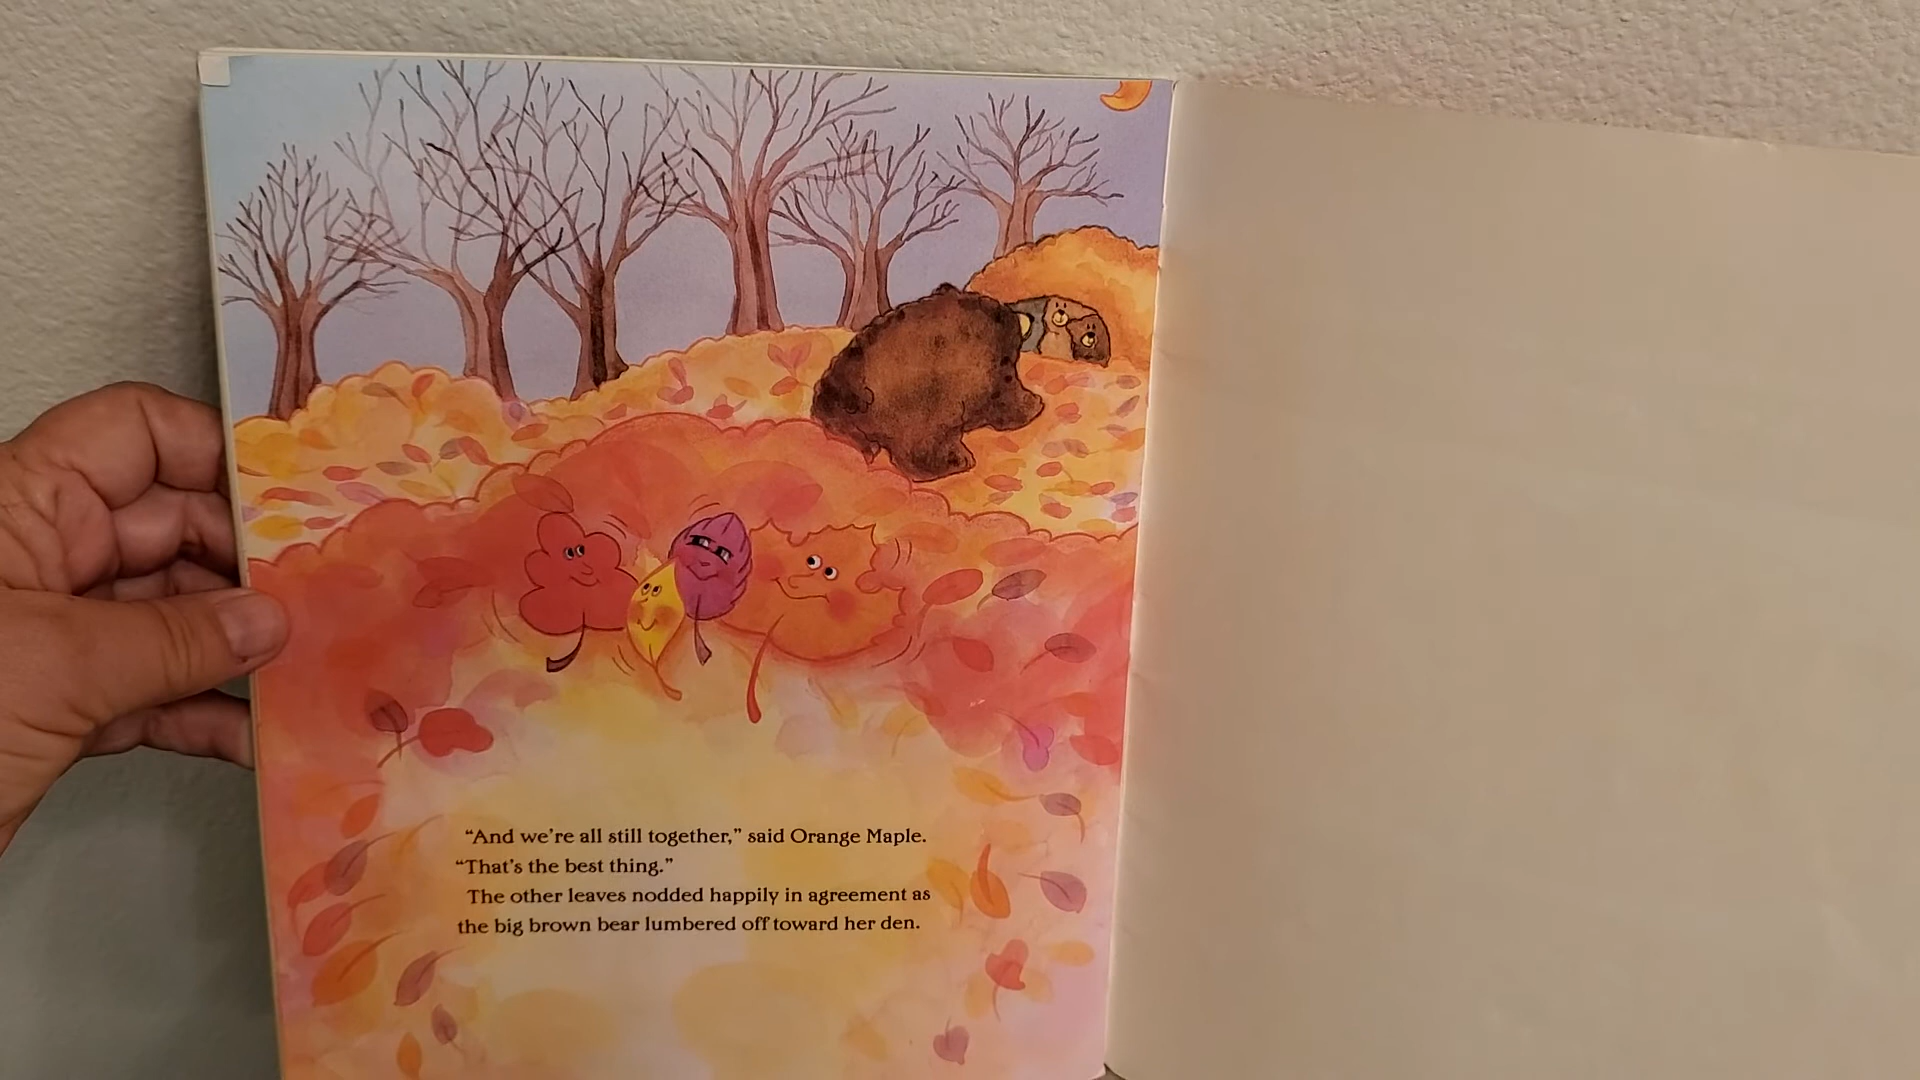 “And we’re all still together,” said Orange Maple.
“That’s the best thing.”
The other leaves nodded happily in agreement as
the big brown bear lumbered off toward her den.